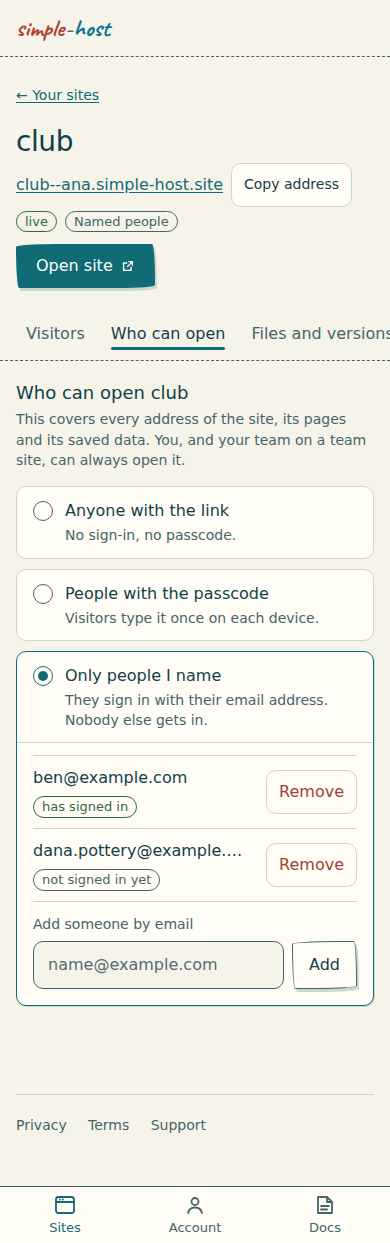 simple-host
← Your sites
club
club--ana.simple-host.site
Copy address
live
Named people
Open site
Visitors
Who can open
Files and versions
Who can open club
This covers every address of the site, its pages
and its saved data. You, and your team on a team
site, can always open it.
Anyone with the link
No sign-in, no passcode.
People with the passcode
Visitors type it once on each device.
Only people I name
They sign in with their email address.
Nobody else gets in.
ben@example.com
has signed in
Remove
dana.pottery@example.…
not signed in yet
Remove
Add someone by email
name@example.com
Add
Privacy
Terms
Support
Sites
Account
Docs